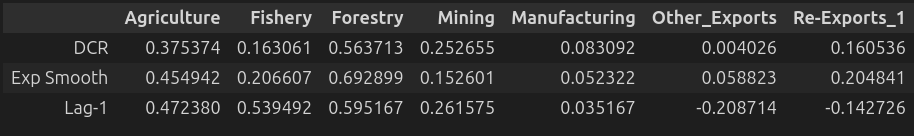 Agriculture Fishery Forestry Mining Manufacturing Other_Exports Re-Exports_1
DCR 0.375374 0.163061 0.563713 0.252655 0.083092 0.004026 0.160536
Exp Smooth 0.454942 0.206607 0.692899 0.152601 0.052322 0.058823 0.204841
Lag-1 0.472380 0.539492 0.595167 0.261575 0.035167 -0.208714 -0.142726